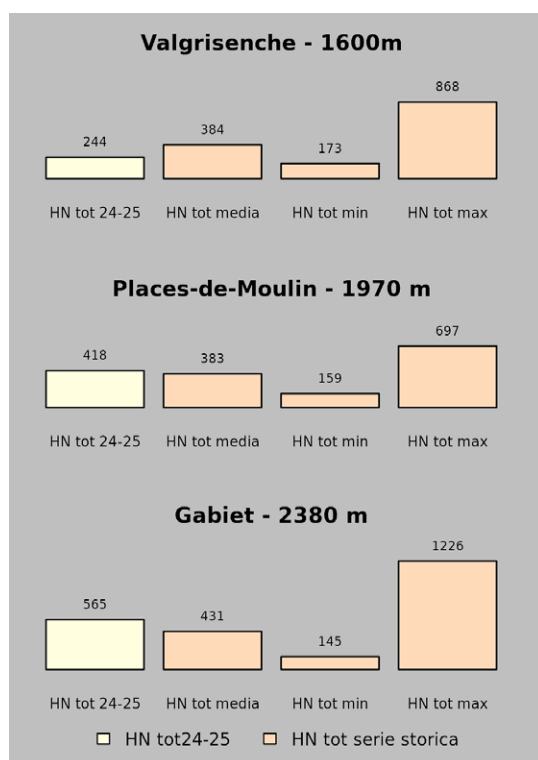 Valgrisenche - 1600m
868
384
244
173
HN tot 24-25 HN tot media HN tot min HN tot max
Places-de-Moulin - 1970 m
697
418
383
159
HN tot 24-25 HN tot media HN tot min HN tot max
Gabiet - 2380 m
1226
565
431
145
HN tot 24-25 HN tot media HN tot min HN tot max
HN tot24-25 HN tot serie storica